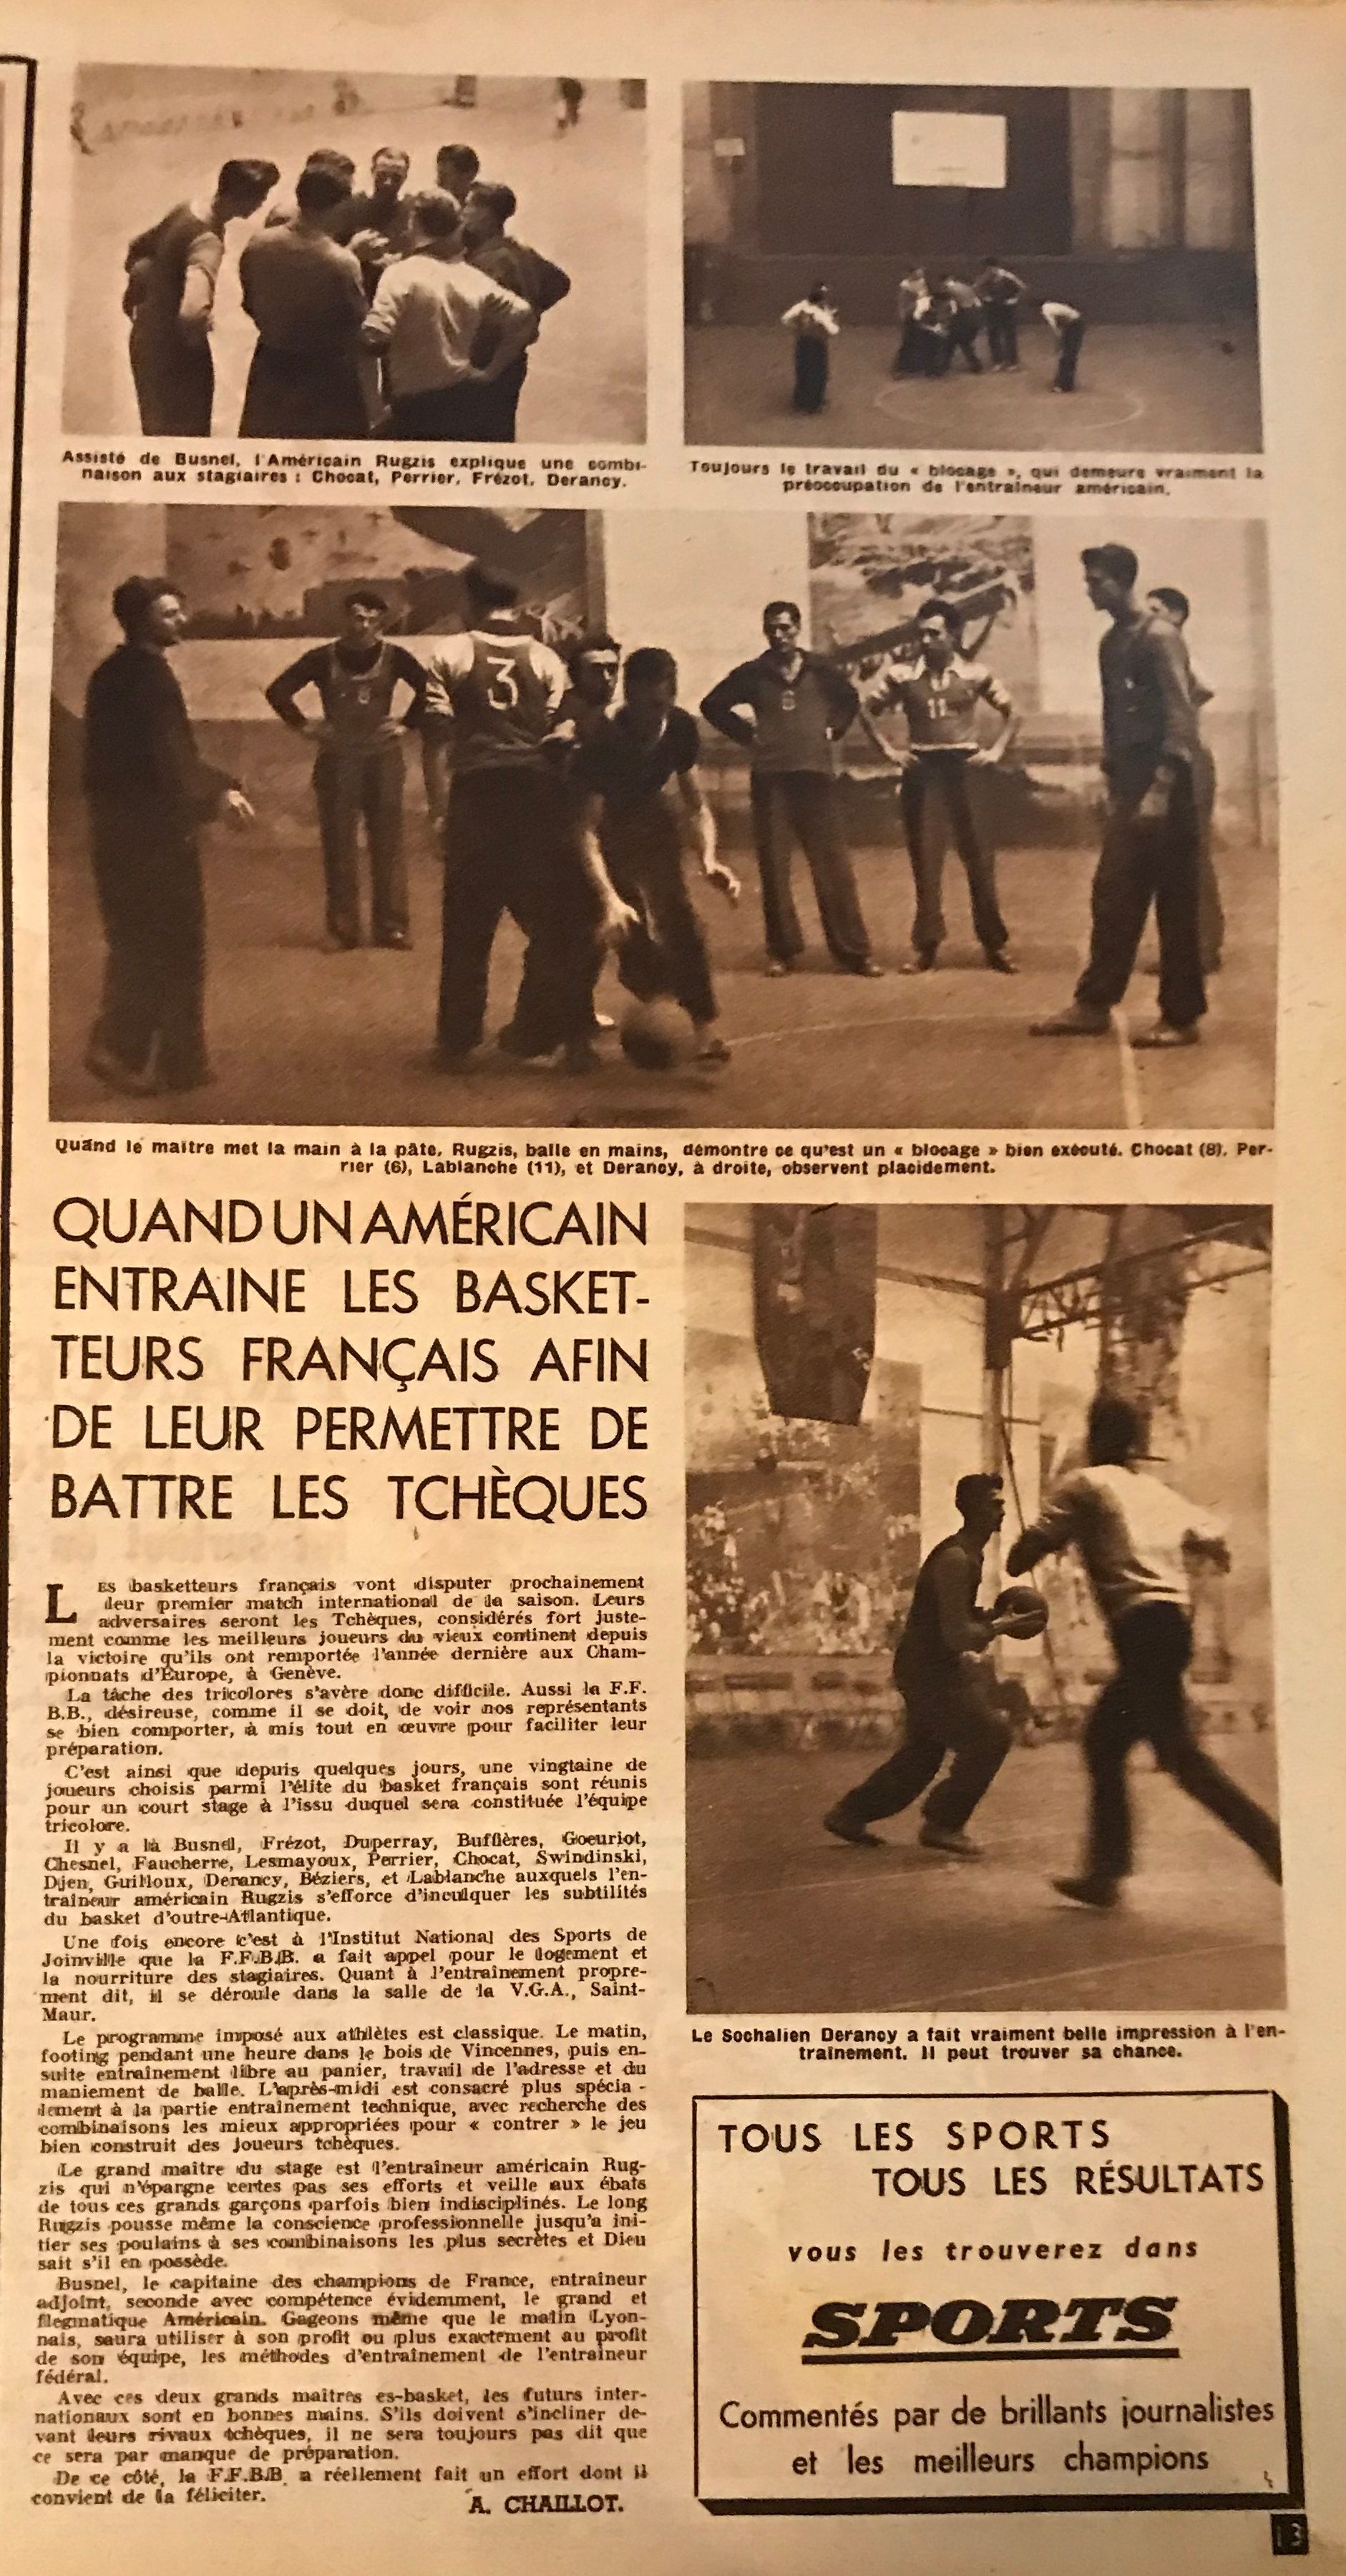 Assisté de Busnel, l'Américain Rugzis explique une combi-
naison aux stagiaires : Chocat, Perrier, Frézot, Derancy.
Toujours le travail du « blocage », qui demeure vraiment la
préoccupation de l'entraîneur américain.
3
8
6
11
Quand le maître met la main à la pâte. Rugzis, balle en mains, démontre ce qu'est un « blocage » bien exécuté. Chocat (8). Per-
rier (6), Lablanche (11), et Derancy, à droite, observent placidement.
QUAND UN AMÉRICAIN
ENTRAINE LES BASKET-
TEURS FRANÇAIS AFIN
DE LEUR PERMETTRE DE
BATTRE LES TCHÈQUES
LES basketteurs français vont disputer prochainement
leur premier match international de la saison. Leurs
adversaires seront les Tchèques, considérés fort juste-
ment comme les meilleurs joueurs du vieux continent depuis
la victoire qu'ils ont remportée l'année dernière aux Cham-
pionnats d'Europe, à Genève.
La tâche des tricolores s'avère donc difficile. Aussi la F.F.
B.B., désireuse, comme il se doit, de voir nos représentants
se bien comporter, à mis tout en œuvre pour faciliter leur
préparation.
C'est ainsi que depuis quelques jours, une vingtaine de
joueurs choisis parmi l'élite du basket français sont réunis
pour un court stage à l'issu duquel sera constituée l'équipe
tricolore.
Il y a là Busnel, Frézot, Duperray, Buffières, Goeuriot,
Chesnel, Faucherre, Lesmayoux, Perrier, Chocat, Swindinski,
Djen, Guilloux, Derancy, Béziers, et Lablanche auxquels l'en-
traîneur américain Rugzis s'efforce d'inculquer les subtilités
du basket d'outre-Atlantique.
Une fois encore c'est à l'Institut National des Sports de
Joinville que la F.F.B.B. a fait appel pour le logement et
la nourriture des stagiaires. Quant à l'entraînement propre-
ment dit, il se déroule dans la salle de la V.G.A., Saint-
Maur.
Le programme imposé aux athlètes est classique. Le matin,
footing pendant une heure dans le bois de Vincennes, puis en-
suite entraînement libre au panier, travail de l'adresse et du
maniement de balle. L'après-midi est consacré plus spécia-
lement à la partie entraînement technique, avec recherche des
combinaisons les mieux appropriées pour « contrer » le jeu
bien construit des joueurs tchèques.
Le grand maître du stage est l'entraîneur américain Rug-
zis qui n'épargne certes pas ses efforts et veille aux ébats
de tous ces grands garçons parfois bien indisciplinés. Le long
Rugzis pousse même la conscience professionnelle jusqu'a ini-
tier ses poulains à ses combinaisons les plus secrètes et Dieu
sait s'il en possède.
Busnel, le capitaine des champions de France, entraîneur
adjoint, seconde avec compétence évidemment, le grand et
flegmatique Américain. Gageons même que le malin Lyon-
nais, saura utiliser à son profit ou plus exactement au profit
de son équipe, les méthodes d'entraînement de l'entraîneur
fédéral.
Avec ces deux grands maîtres es-basket, les futurs inter-
nationaux sont en bonnes mains. S'ils doivent s'incliner de-
vant leurs rivaux tchèques, il ne sera toujours pas dit que
ce sera par manque de préparation.
De ce côté, la F.F.B.B. a réellement fait un effort dont il
convient de la féliciter.
A. CHAILLOT.
Le Sochalien Derancy a fait vraiment belle impression à l'en-
traînement. Il peut trouver sa chance.
TOUS LES SPORTS
TOUS LES RÉSULTATS
vous les trouverez dans
SPORTS
Commentés par de brillants journalistes
et les meilleurs champions
13